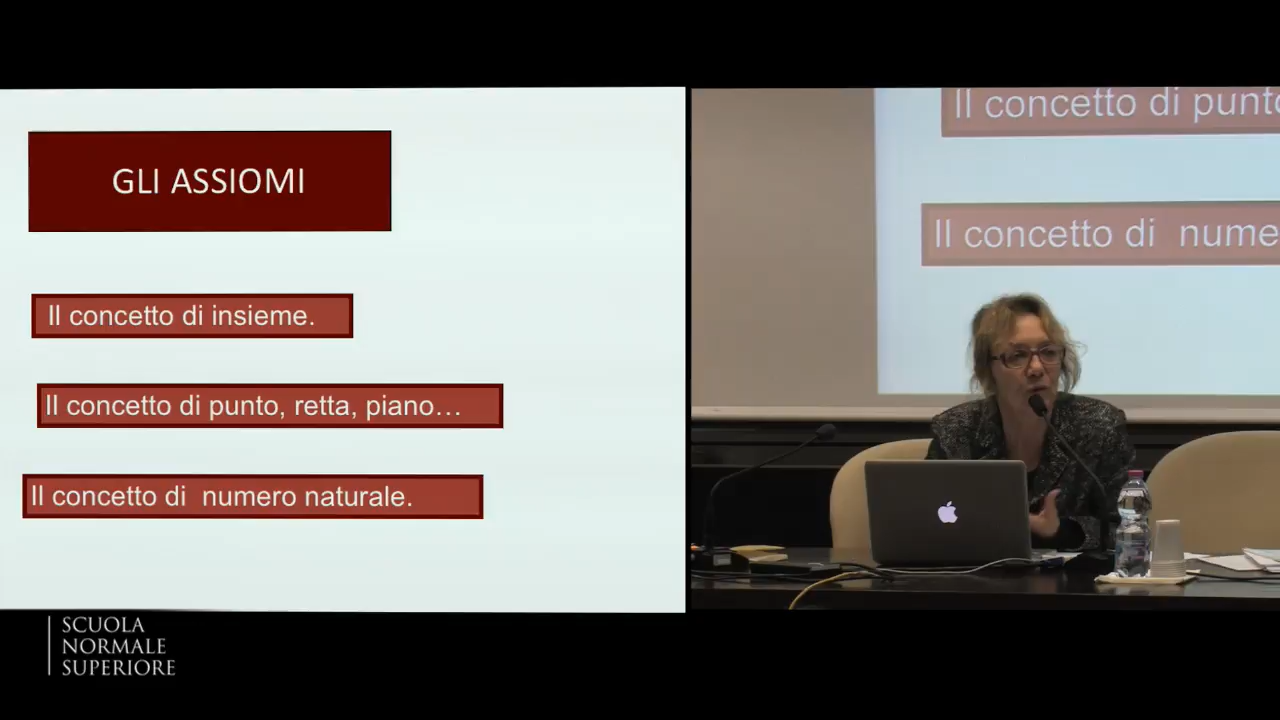 GLI ASSIOMI
Il concetto di insieme.
Il concetto di punto, retta, piano…
Il concetto di  numero naturale.
Il concetto di punto
Il concetto di  nume
SCUOLA
NORMALE
SUPERIORE